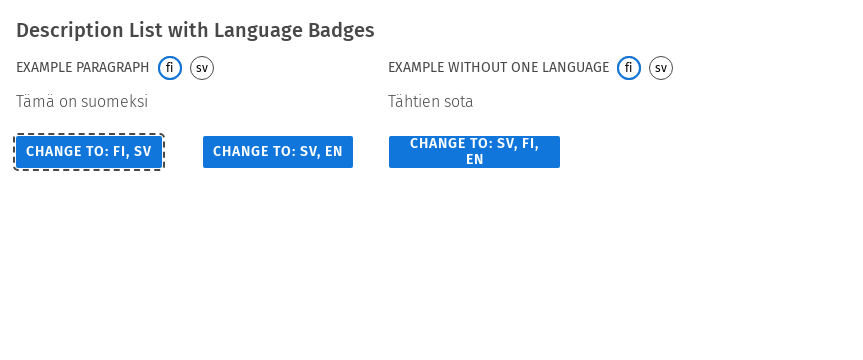 Description List with Language Badges
EXAMPLE PARAGRAPH fi sv
Tämä on suomeksi
EXAMPLE WITHOUT ONE LANGUAGE fi sv
Tähtien sota
CHANGE TO: FI, SV
CHANGE TO: SV, EN
CHANGE TO: SV, FI,
EN